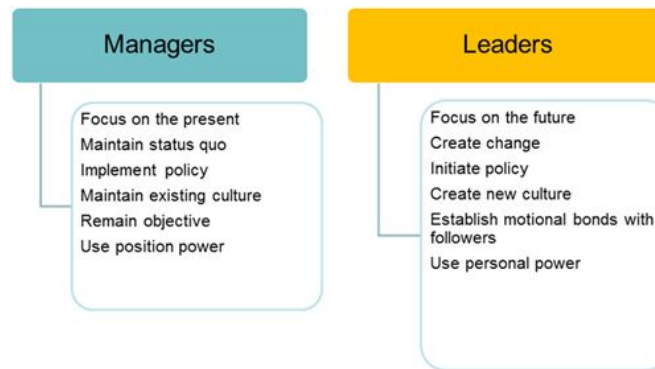 Managers
Focus on the present
Maintain status quo
Implement policy
Maintain existing culture
Remain objective
Use position power
Leaders
Focus on the future
Create change
Initiate policy
Create new culture
Establish motional bonds with
followers
Use personal power